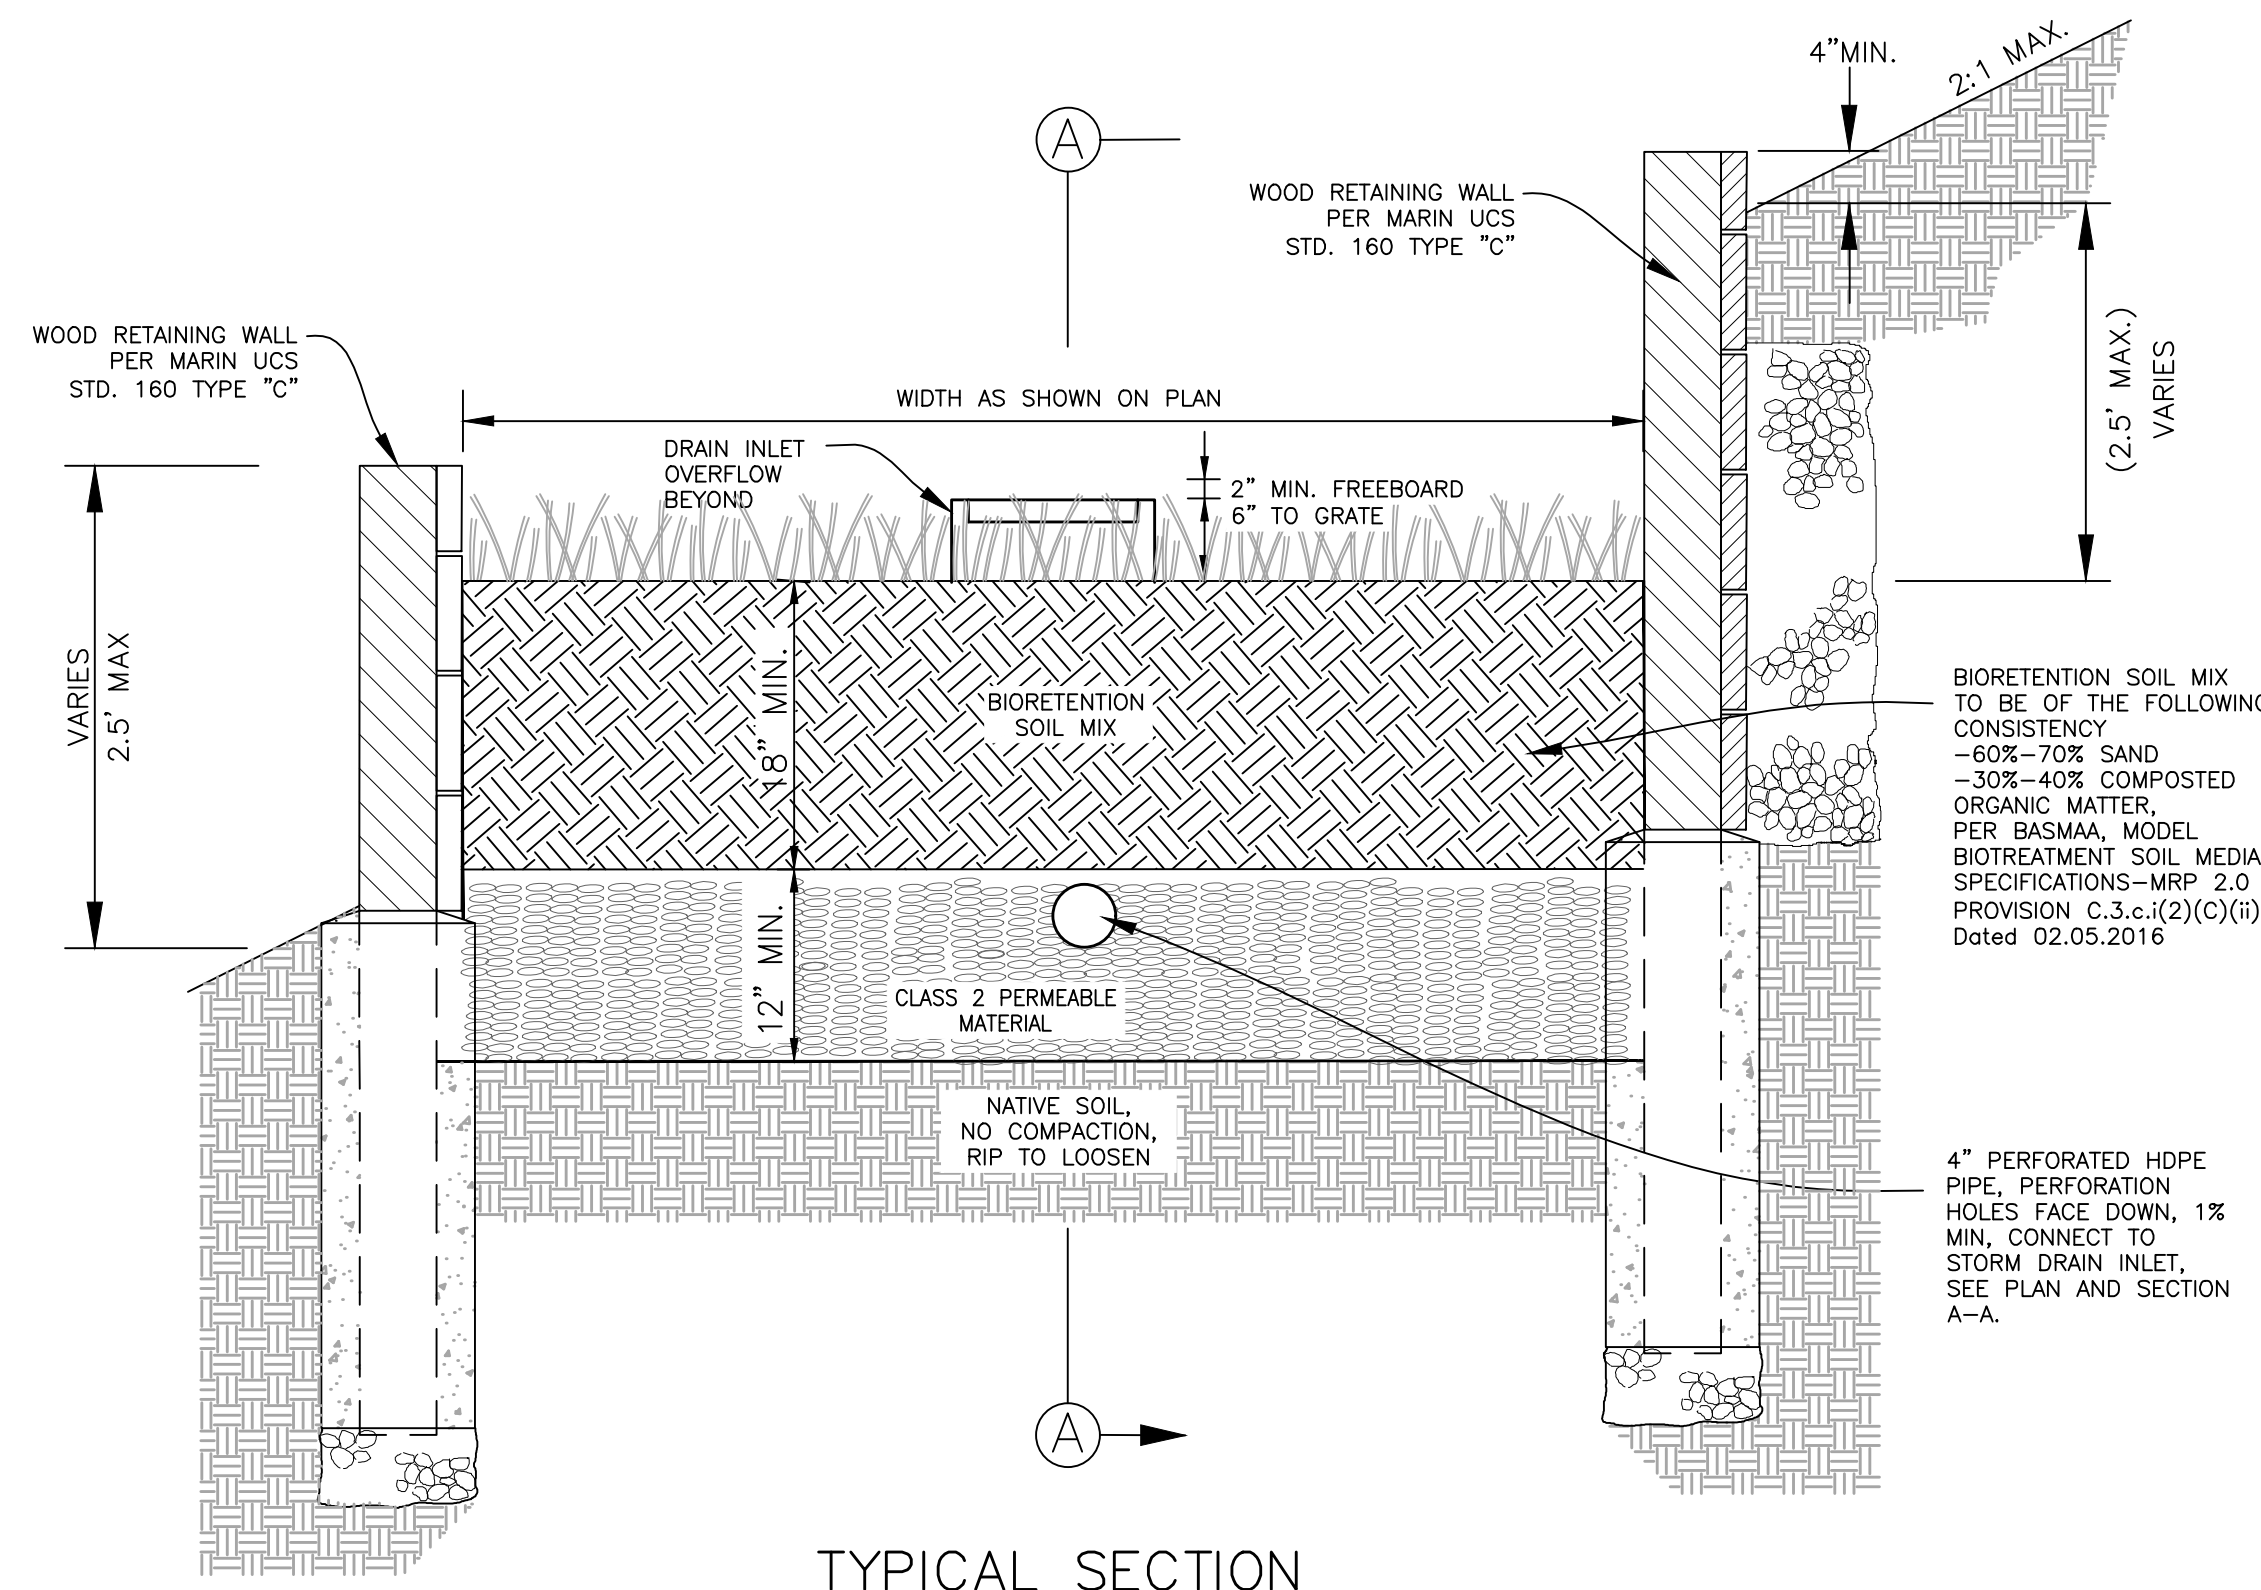 4"MIN.
2:1 MAX.
A
WOOD RETAINING WALL
PER MARIN UCS
STD. 160 TYPE "C"
WOOD RETAINING WALL
PER MARIN UCS
STD. 160 TYPE "C"
WIDTH AS SHOWN ON PLAN
(2.5' MAX.)
VARIES
DRAIN INLET
OVERFLOW
BEYOND
2" MIN. FREEBOARD
6" TO GRATE
VARIES
2.5' MAX
18" MIN.
BIORETENTION
SOIL MIX
BIORETENTION SOIL MIX
TO BE OF THE FOLLOWING
CONSISTENCY
-60%-70% SAND
-30%-40% COMPOSTED
ORGANIC MATTER,
PER BASMAA, MODEL
BIOTREATMENT SOIL MEDIA
SPECIFICATIONS-MRP 2.0
PROVISION C.3.c.i(2)(C)(ii)
Dated 02.05.2016
12" MIN.
CLASS 2 PERMEABLE
MATERIAL
NATIVE SOIL,
NO COMPACTION,
RIP TO LOOSEN
4" PERFORATED HDPE
PIPE, PERFORATION
HOLES FACE DOWN, 1%
MIN, CONNECT TO
STORM DRAIN INLET,
SEE PLAN AND SECTION
A-A.
A
TYPICAL SECTION